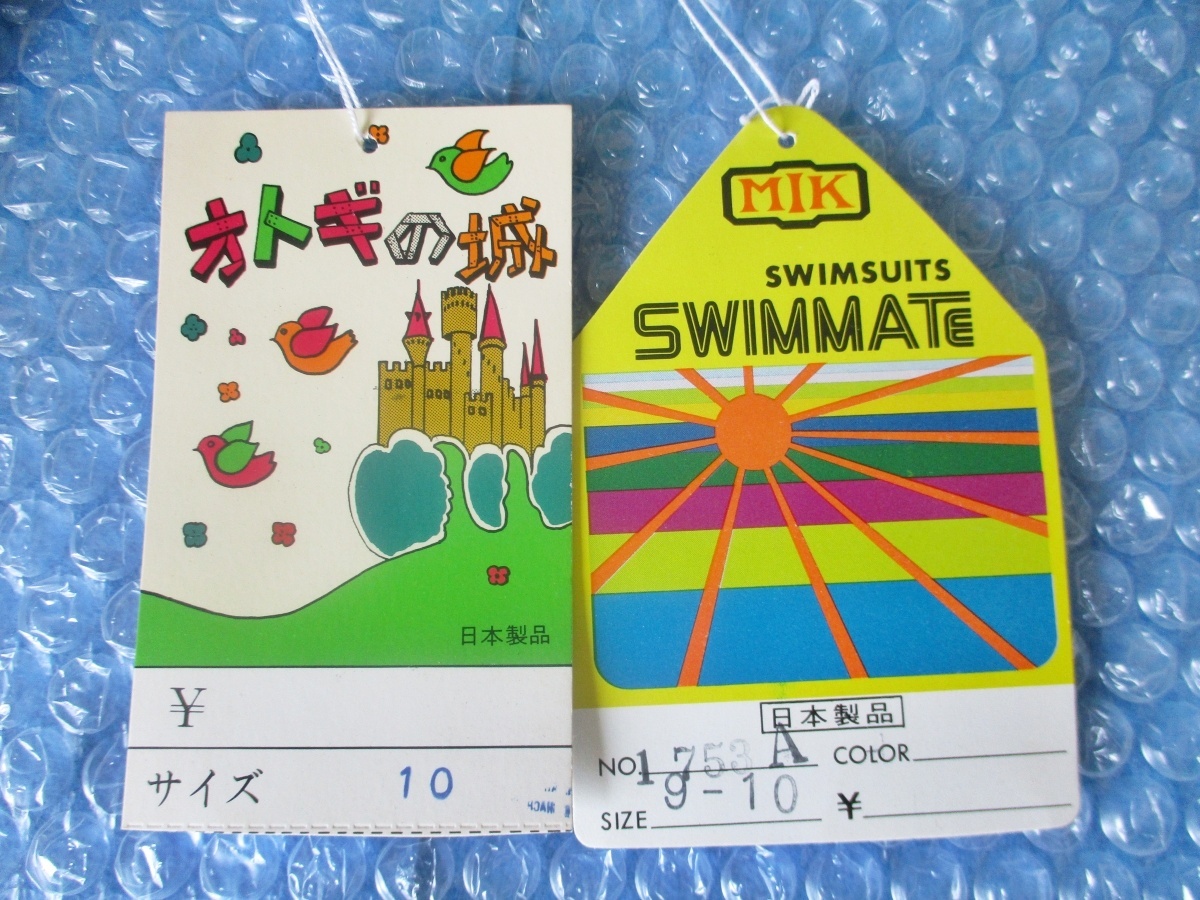 オトギの城
日本製品
¥
サイズ 10
MIK
SWIMSUITS
SWIMMATE
日本製品
NO 1753 A COLOR
SIZE 9-10 ¥